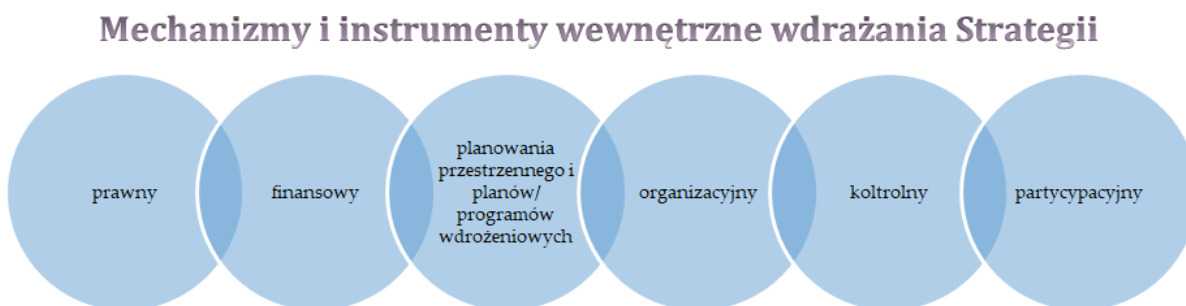 Mechanizmy i instrumenty wewnętrzne wdrażania Strategii
prawny
finansowy
planowania
przestrzennego i
planów/
programów
wdrożeniowych
organizacyjny
koltrolny
partycypacyjny